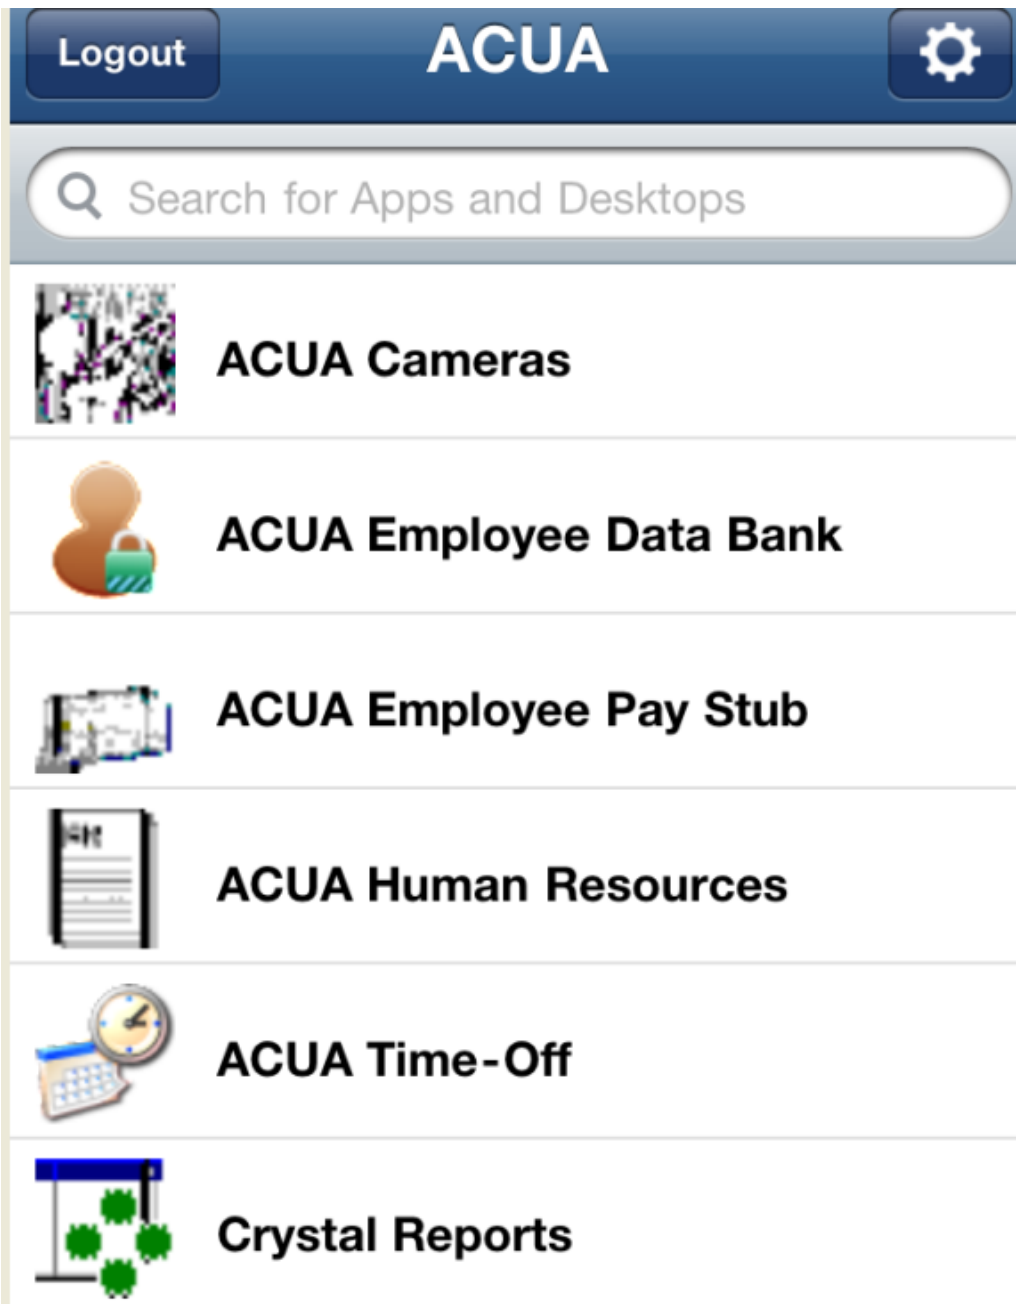 Logout
ACUA
Search for Apps and Desktops
ACUA Cameras
ACUA Employee Data Bank
ACUA Employee Pay Stub
ACUA Human Resources
ACUA Time-Off
Crystal Reports